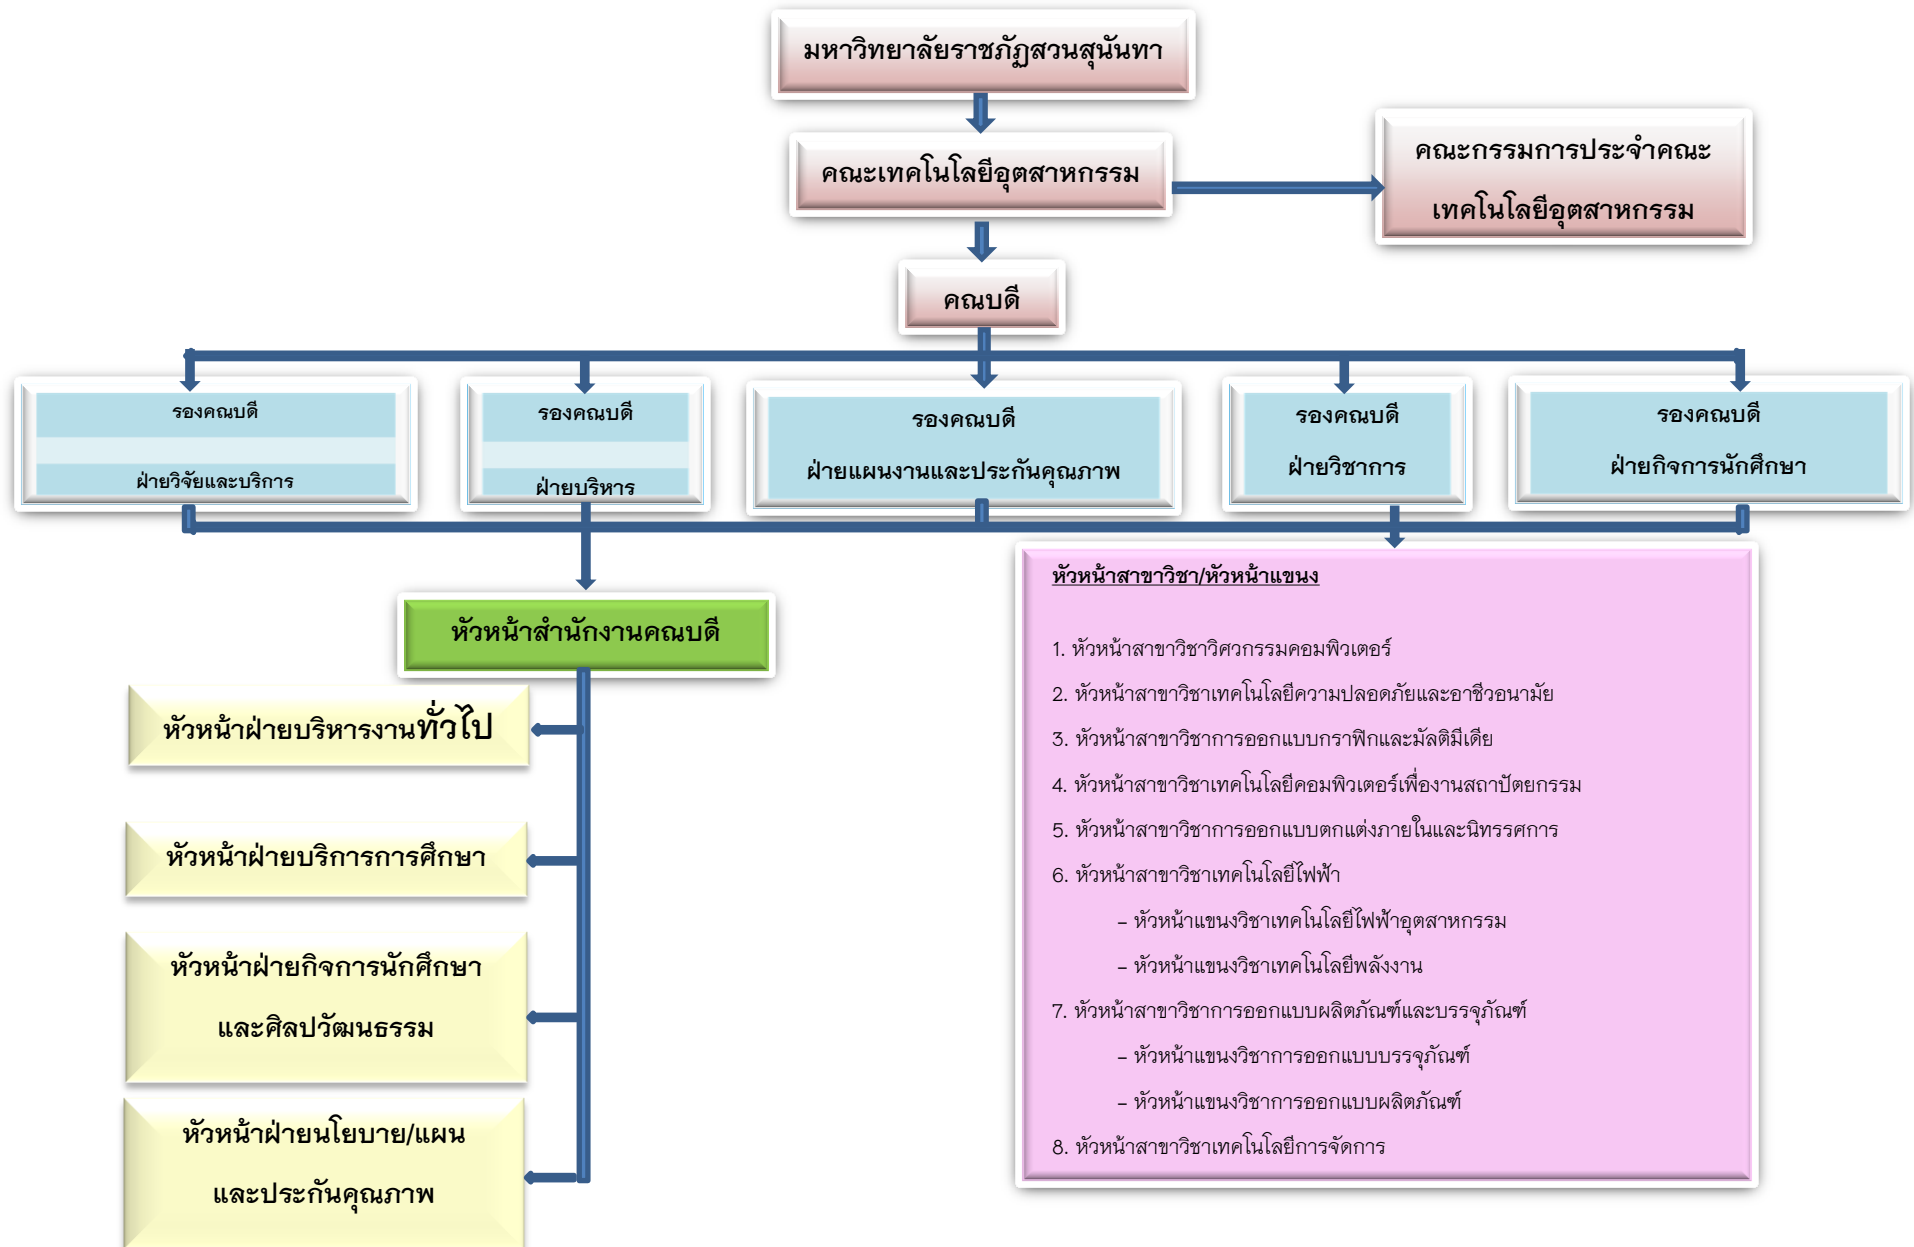 มหาวิทยาลัยราชภัฏสวนสุนันทา
คณะเทคโนโลยีอุตสาหกรรม
คณะกรรมการประจำคณะ
เทคโนโลยีอุตสาหกรรม
คณบดี
รองคณบดี
ฝ่ายวิจัยและบริการ
รองคณบดี
ฝ่ายบริหาร
รองคณบดี
ฝ่ายแผนงานและประกันคุณภาพ
รองคณบดี
ฝ่ายวิชาการ
รองคณบดี
ฝ่ายกิจการนักศึกษา
หัวหน้าสำนักงานคณบดี
หัวหน้าฝ่ายบริหารงานทั่วไป
หัวหน้าฝ่ายบริการการศึกษา
หัวหน้าฝ่ายกิจการนักศึกษา
และศิลปวัฒนธรรม
หัวหน้าฝ่ายนโยบาย/แผน
และประกันคุณภาพ
หัวหน้าสาขาวิชา/หัวหน้าแขนง
1. หัวหน้าสาขาวิชาวิศวกรรมคอมพิวเตอร์
2. หัวหน้าสาขาวิชาเทคโนโลยีความปลอดภัยและอาชีวอนามัย
3. หัวหน้าสาขาวิชาการออกแบบกราฟิกและมัลติมีเดีย
4. หัวหน้าสาขาวิชาเทคโนโลยีคอมพิวเตอร์เพื่องานสถาปัตยกรรม
5. หัวหน้าสาขาวิชาการออกแบบตกแต่งภายในและนิทรรศการ
6. หัวหน้าสาขาวิชาเทคโนโลยีไฟฟ้า
– หัวหน้าแขนงวิชาเทคโนโลยีไฟฟ้าอุตสาหกรรม
– หัวหน้าแขนงวิชาเทคโนโลยีพลังงาน
7. หัวหน้าสาขาวิชาการออกแบบผลิตภัณฑ์และบรรจุภัณฑ์
– หัวหน้าแขนงวิชาการออกแบบบรรจุภัณฑ์
– หัวหน้าแขนงวิชาการออกแบบผลิตภัณฑ์
8. หัวหน้าสาขาวิชาเทคโนโลยีการจัดการ